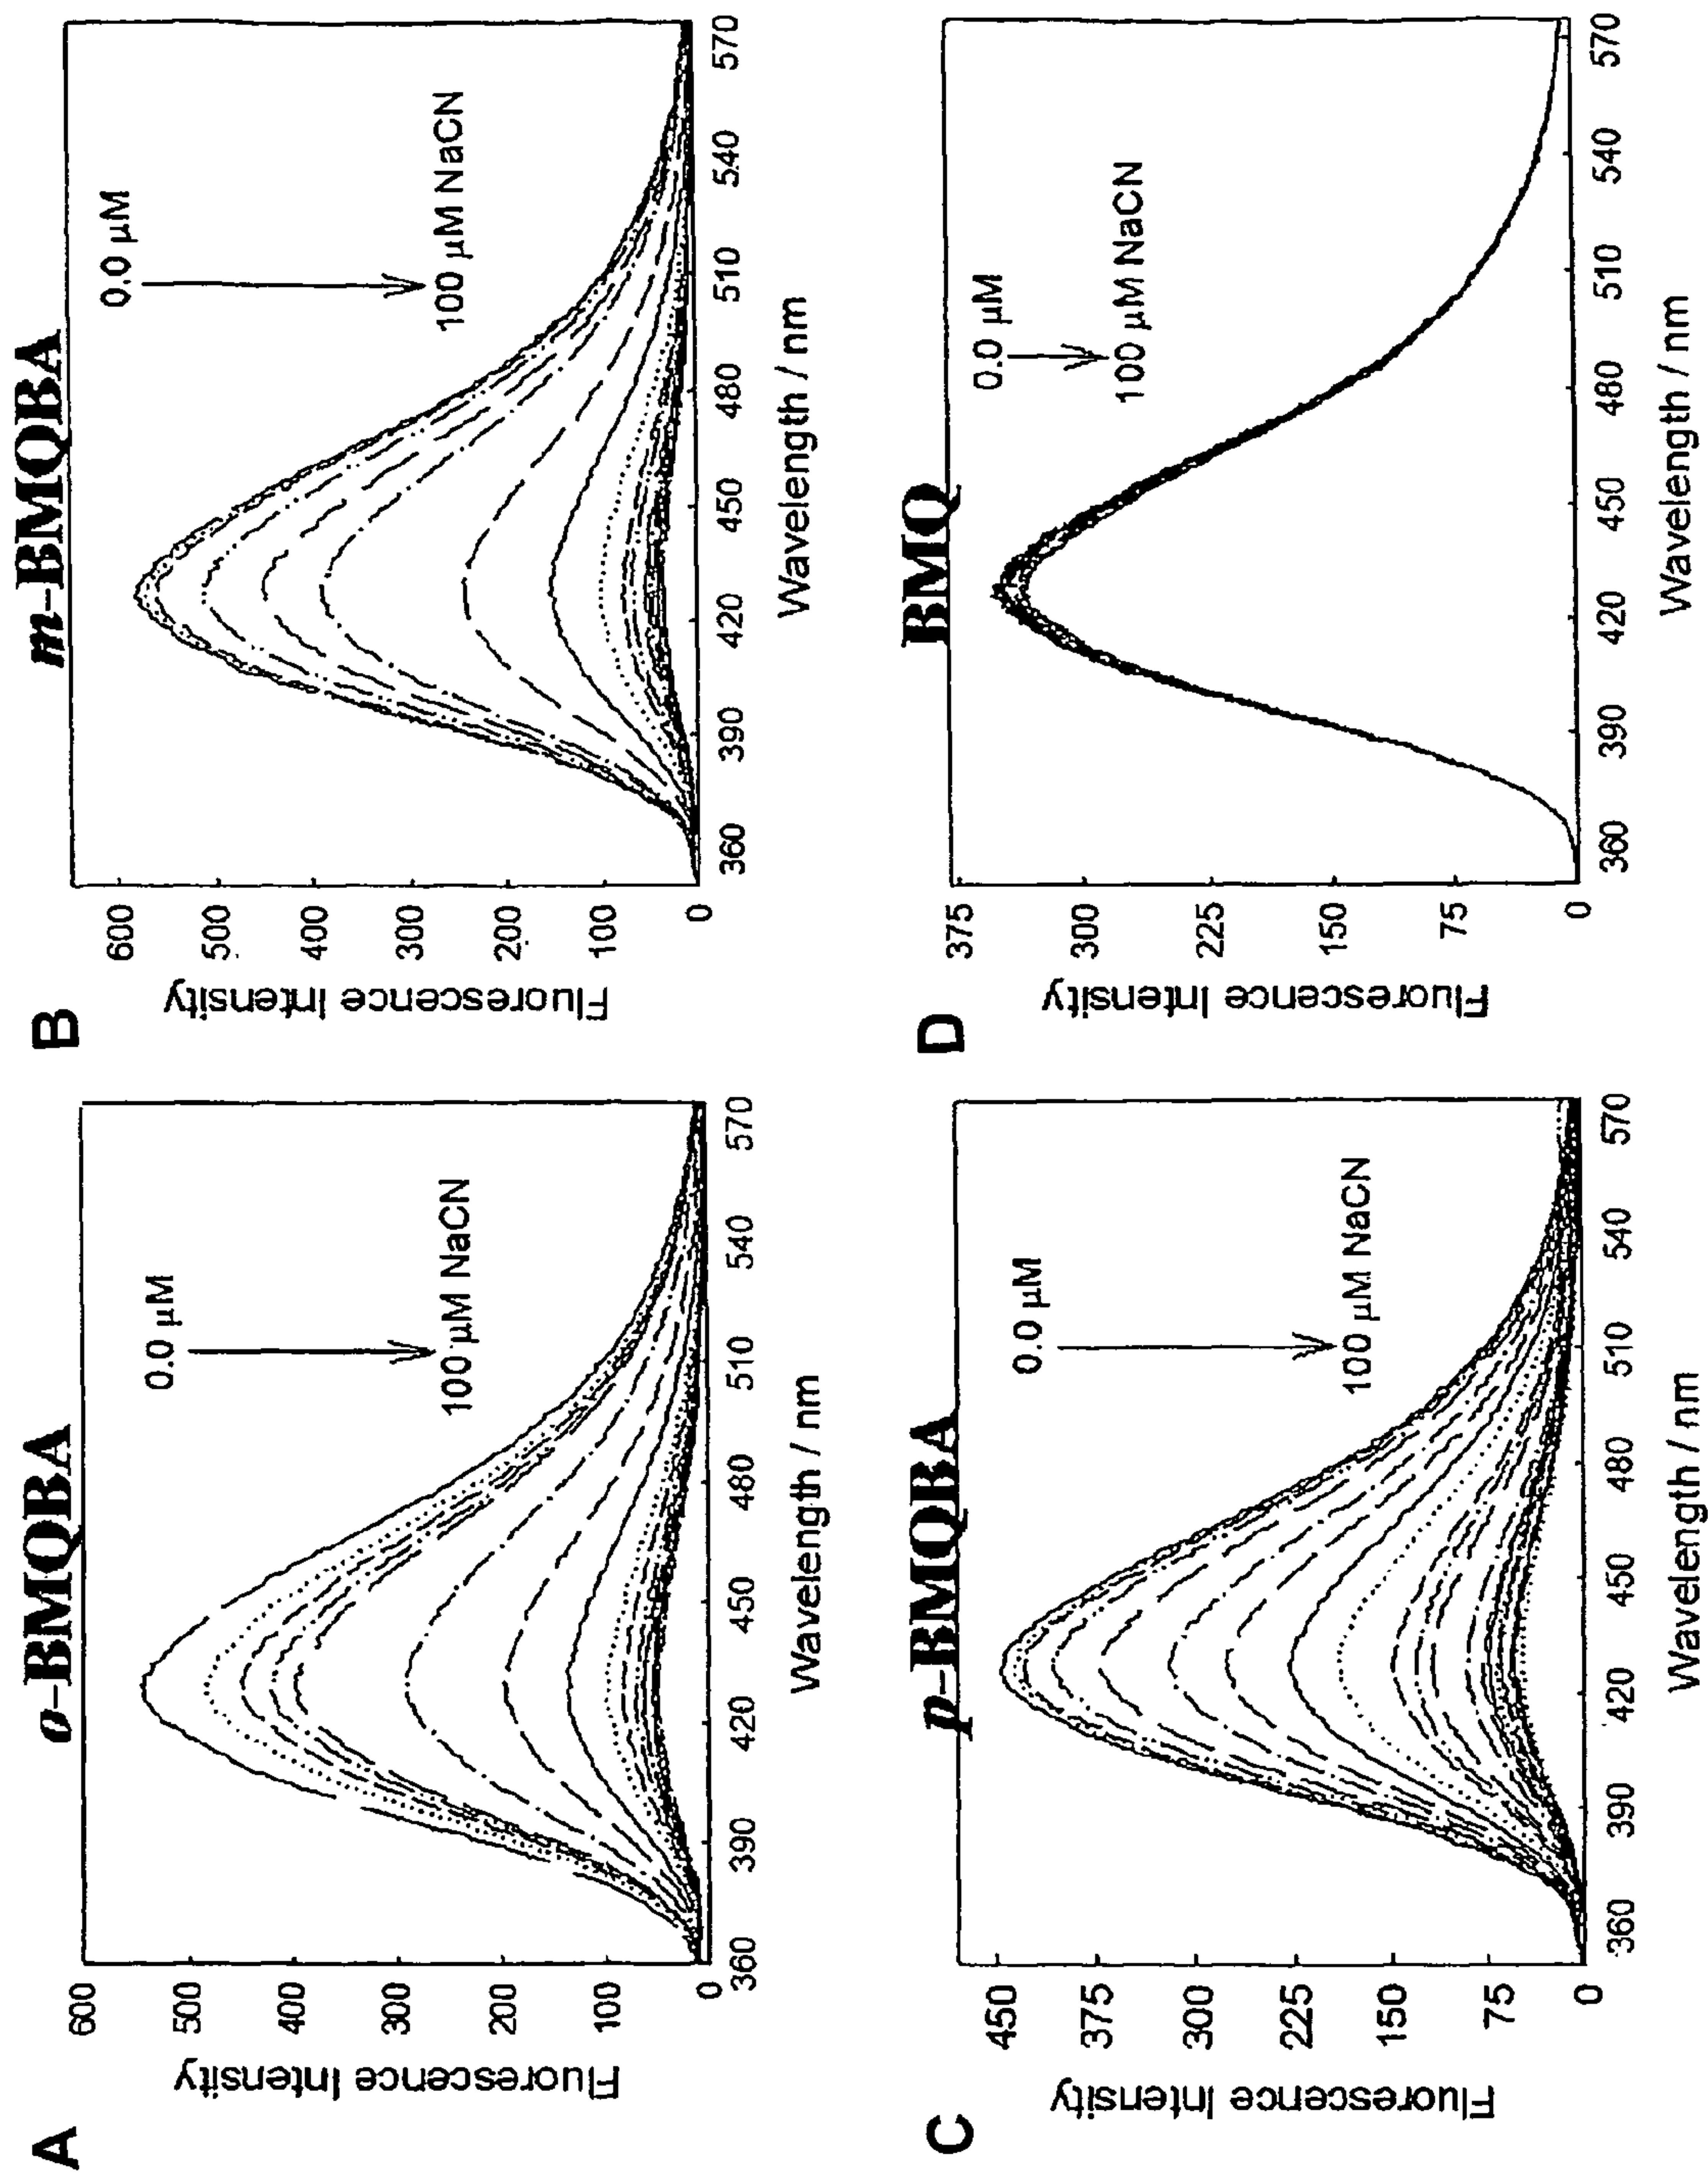 A
o-BMQBA
Fluorescence Intensity
600
500
400
300
200
100
0
0.0 μM
100 μM NaCN
360
390
420
450
480
510
540
570
Wavelength / nm
B
m-BMQBA
Fluorescence Intensity
600
500
400
300
200
100
0
0.0 μM
100 μM NaCN
360
390
420
450
480
510
540
570
Wavelength / nm
C
p-BMQBA
Fluorescence Intensity
450
375
300
225
150
75
0
0.0 μM
100 μM NaCN
360
390
420
450
480
510
540
570
Wavelength / nm
D
BMQ
Fluorescence Intensity
375
300
225
150
75
0
0.0 μM
100 μM NaCN
360
390
420
450
480
510
540
570
Wavelength / nm